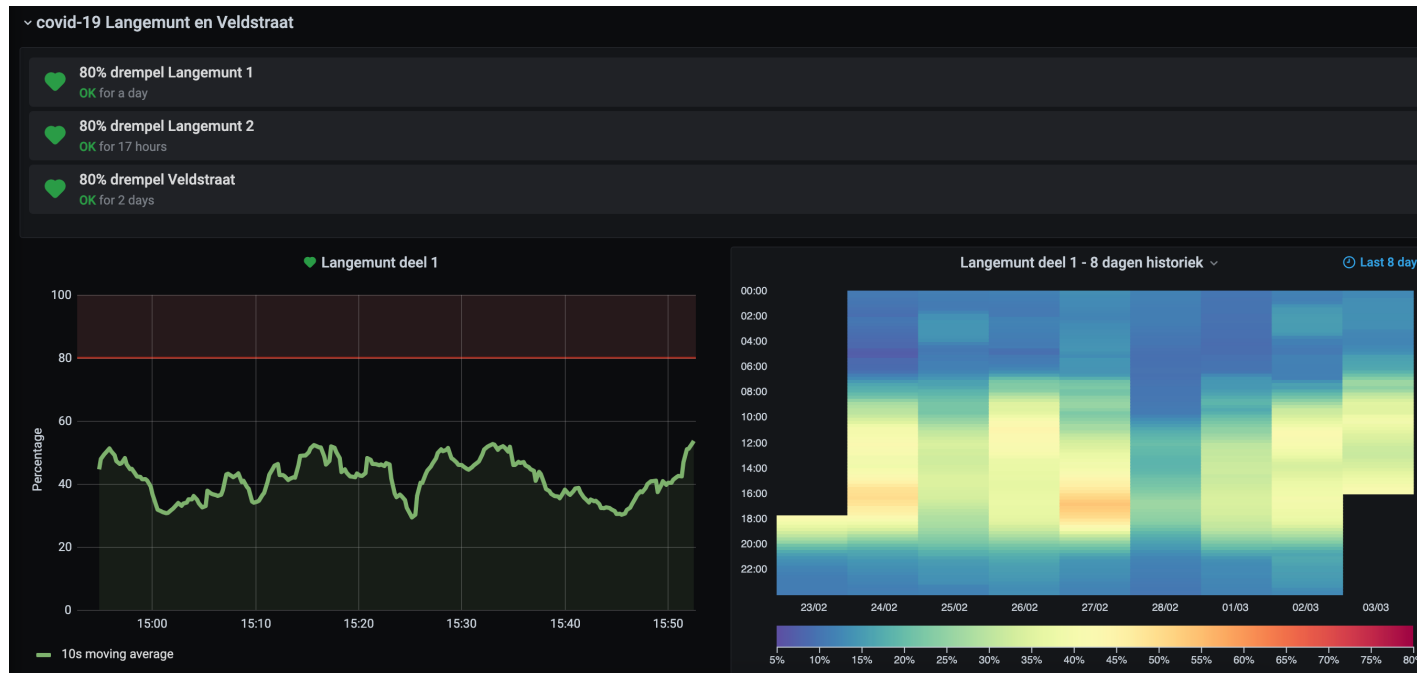 covid-19 Langemunt en Veldstraat
80% drempel Langemunt 1
OK for a day
80% drempel Langemunt 2
OK for 17 hours
80% drempel Veldstraat
OK for 2 days
Langemunt deel 1
100
80
60
40
20
0
Percentage
15:00 15:10 15:20 15:30 15:40 15:50
10s moving average
Langemunt deel 1 - 8 dagen historiek
Last 8 day
00:00
02:00
04:00
06:00
08:00
10:00
12:00
14:00
16:00
18:00
20:00
22:00
23/02 24/02 25/02 26/02 27/02 28/02 01/03 02/03 03/03
5% 10% 15% 20% 25% 30% 35% 40% 45% 50% 55% 60% 65% 70% 75% 80%